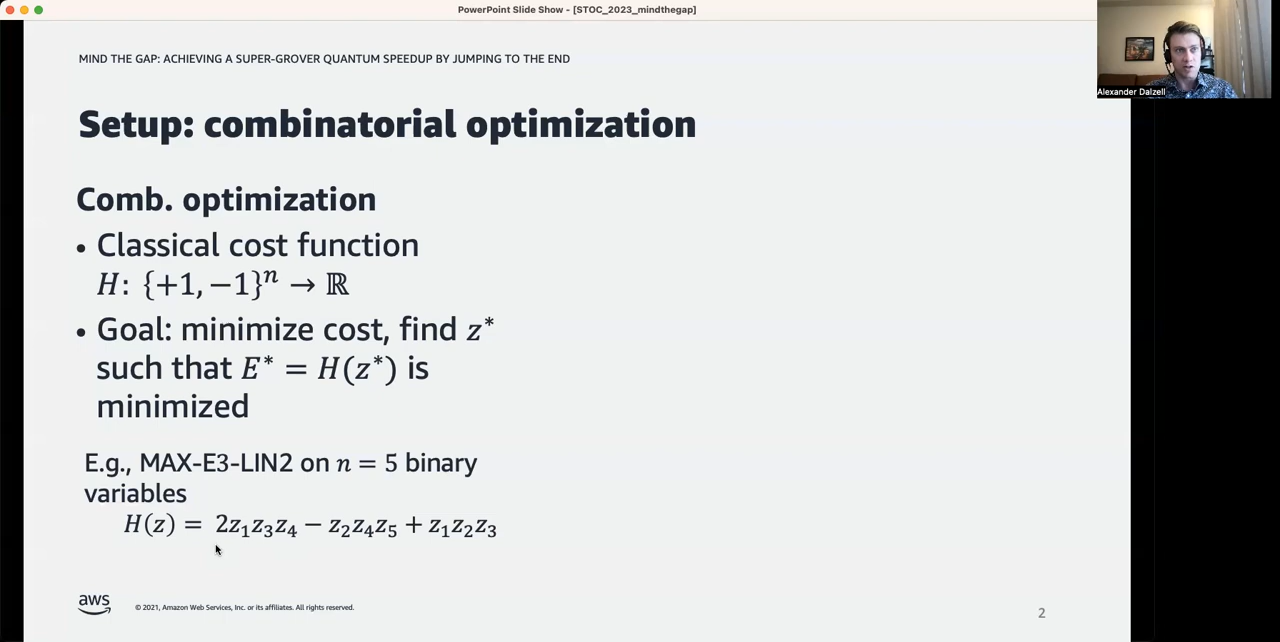 PowerPoint Slide Show - [STOC_2023_mindthegap]
Alexander Dalzell
MIND THE GAP: ACHIEVING A SUPER-GROVER QUANTUM SPEEDUP BY JUMPING TO THE END
Setup: combinatorial optimization
Comb. optimization
• Classical cost function
H: {+1, −1}ⁿ → ℝ
• Goal: minimize cost, find z*
such that E* = H(z*) is
minimized
E.g., MAX-E3-LIN2 on n = 5 binary
variables
H(z) = 2z₁z₃z₄ − z₂z₄z₅ + z₁z₂z₃
aws
© 2021, Amazon Web Services, Inc. or its affiliates. All rights reserved.
2